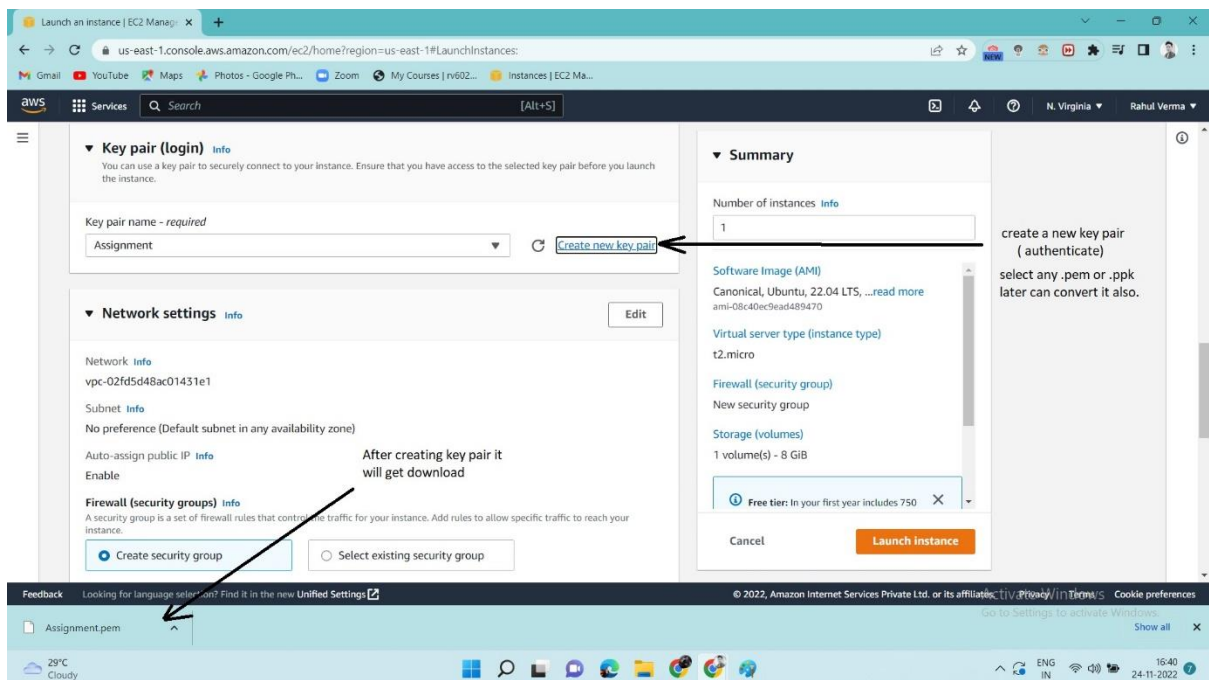 Launch an instance | EC2 Manage
us-east-1.console.aws.amazon.com/ec2/home?region=us-east-1#LaunchInstances:
NEW
Gmail YouTube Maps Photos - Google Ph... Zoom My Courses | rv602... Instances | EC2 Ma...
aws Services Search [Alt+S] N. Virginia Rahul Verma
Key pair (login) Info
You can use a key pair to securely connect to your instance. Ensure that you have access to the selected key pair before you launch
the instance.
Key pair name - required
Assignment
Create new key pair
Network settings Info
Edit
Network Info
vpc-02fd5d48ac01431e1
Subnet Info
No preference (Default subnet in any availability zone)
Auto-assign public IP Info
Enable
After creating key pair it
will get download
Firewall (security groups) Info
A security group is a set of firewall rules that control the traffic for your instance. Add rules to allow specific traffic to reach your
instance.
Create security group
Select existing security group
Summary
Number of instances Info
1
Software Image (AMI)
Canonical, Ubuntu, 22.04 LTS, ...read more
ami-08c40ec9ead489470
Virtual server type (instance type)
t2.micro
Firewall (security group)
New security group
Storage (volumes)
1 volume(s) - 8 GiB
Free tier: In your first year includes 750
Cancel
Launch instance
create a new key pair
( authenticate)
select any .pem or .ppk
later can convert it also.
Feedback Looking for language selection? Find it in the new Unified Settings
© 2022, Amazon Internet Services Private Ltd. or its affiliates. Privacy Terms Cookie preferences
Activate Windows
Go to Settings to activate Windows.
Assignment.pem
Show all
29°C
Cloudy
ENG
IN
16:40
24-11-2022
7